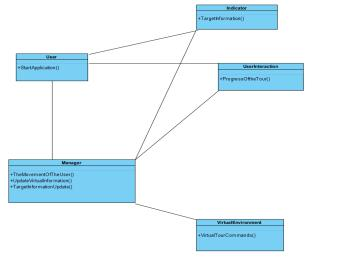 Indicator
+TargetInformation()
User
+StartApplication()
UserInteraction
+ProgressOftheTour()
Manager
+TheMovementOfTheUser()
+UpdateVirtualInformation()
+TargetInformationUpdate()
VirtualEnvironment
+VirtualTourCommands()